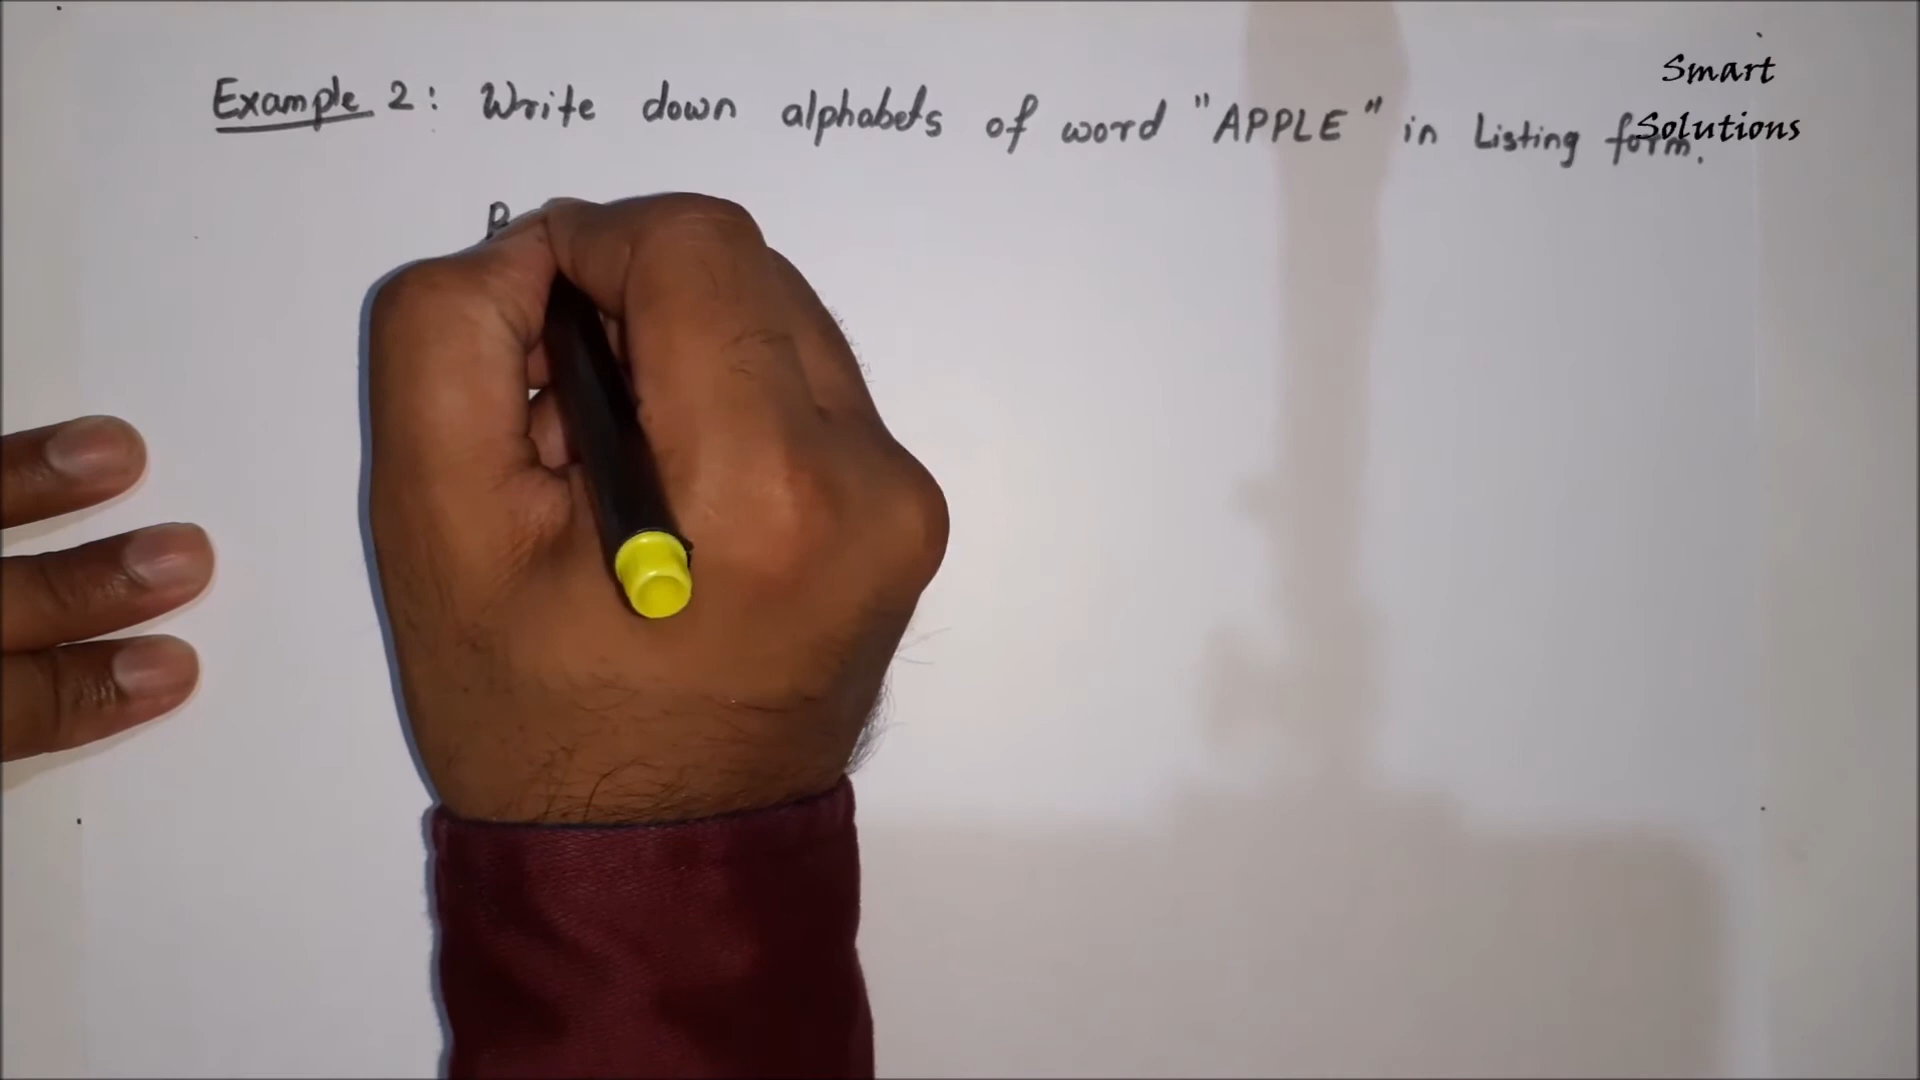 Example 2: Write down alphabets of word "APPLE" in Listing form.
Smart
Solutions